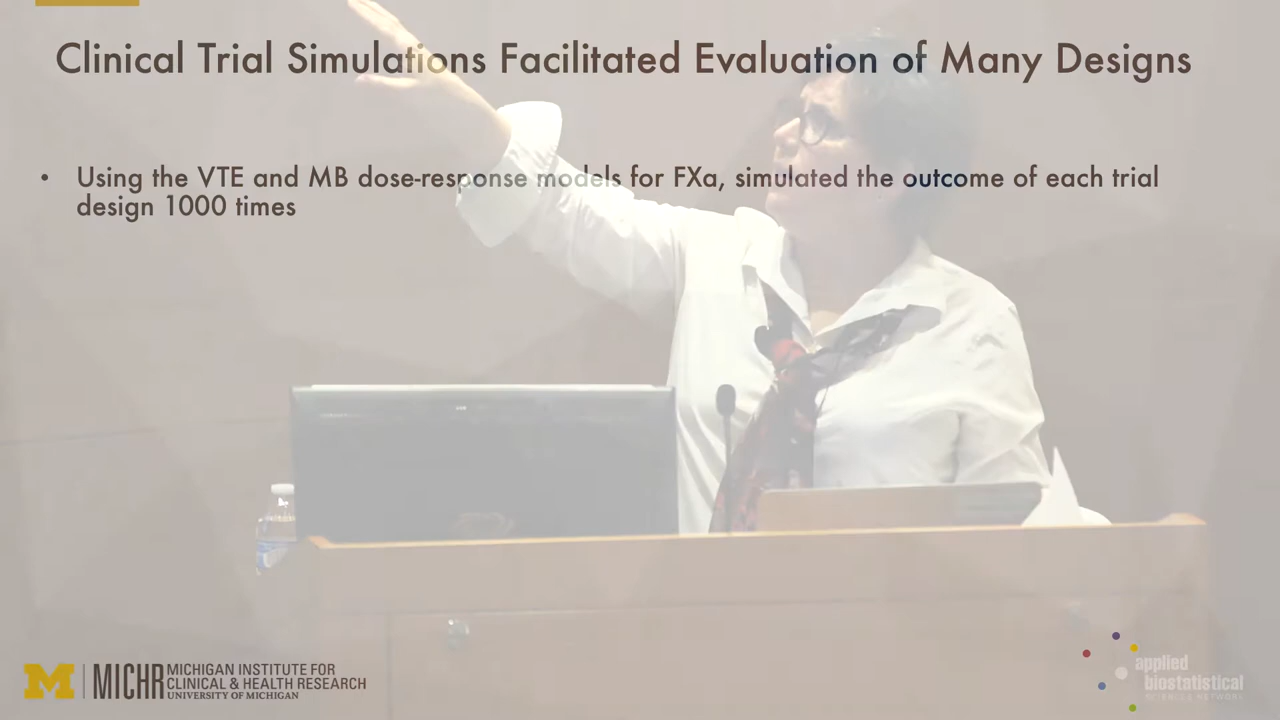 Clinical Trial Simulations Facilitated Evaluation of Many Designs
• Using the VTE and MB dose-response models for FXa, simulated the outcome of each trial
design 1000 times
M MICHR MICHIGAN INSTITUTE FOR
CLINICAL & HEALTH RESEARCH
UNIVERSITY OF MICHIGAN
applied
biostatistical
SCIENCES NETWORK